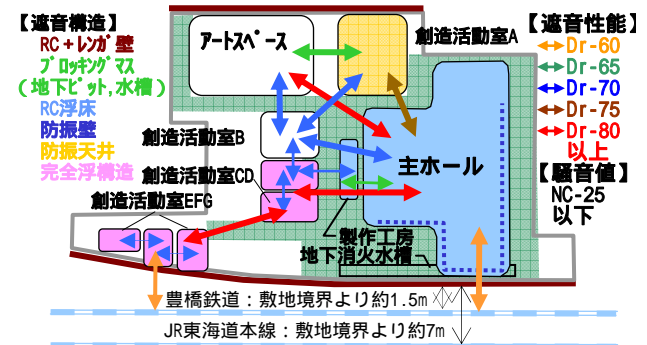 【遮音構造】
RC+レンガ壁
ブロッキングマス
(地下ピット,水槽)
RC浮床
防振壁
防振天井
完全浮構造
アートスペース
創造活動室A
創造活動室B
創造活動室CD
創造活動室EFG
主ホール
製作工房
地下消火水槽
【遮音性能】
Dr-60
Dr-65
Dr-70
Dr-75
Dr-80
以上
【騒音値】
NC-25
以下
豊橋鉄道:敷地境界より約1.5m
JR東海道本線:敷地境界より約7m